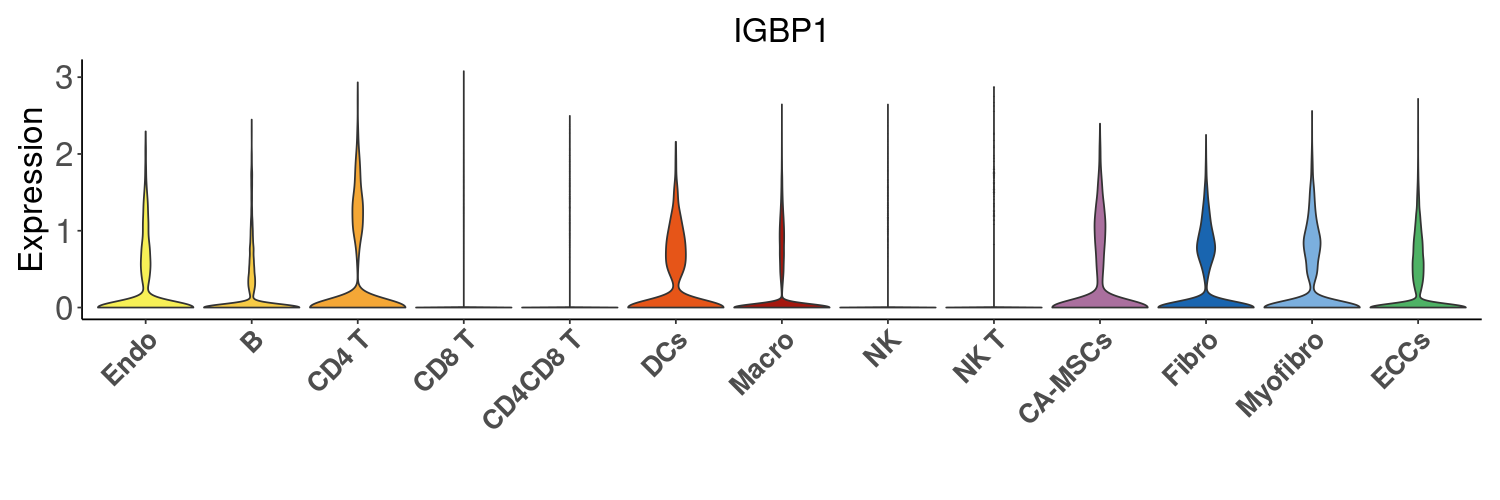 IGBP1
Expression
3
2
1
0
Endo
B
CD4 T
CD8 T
CD4CD8 T
DCs
Macro
NK
NK T
CA-MSCs
Fibro
Myofibro
ECCs